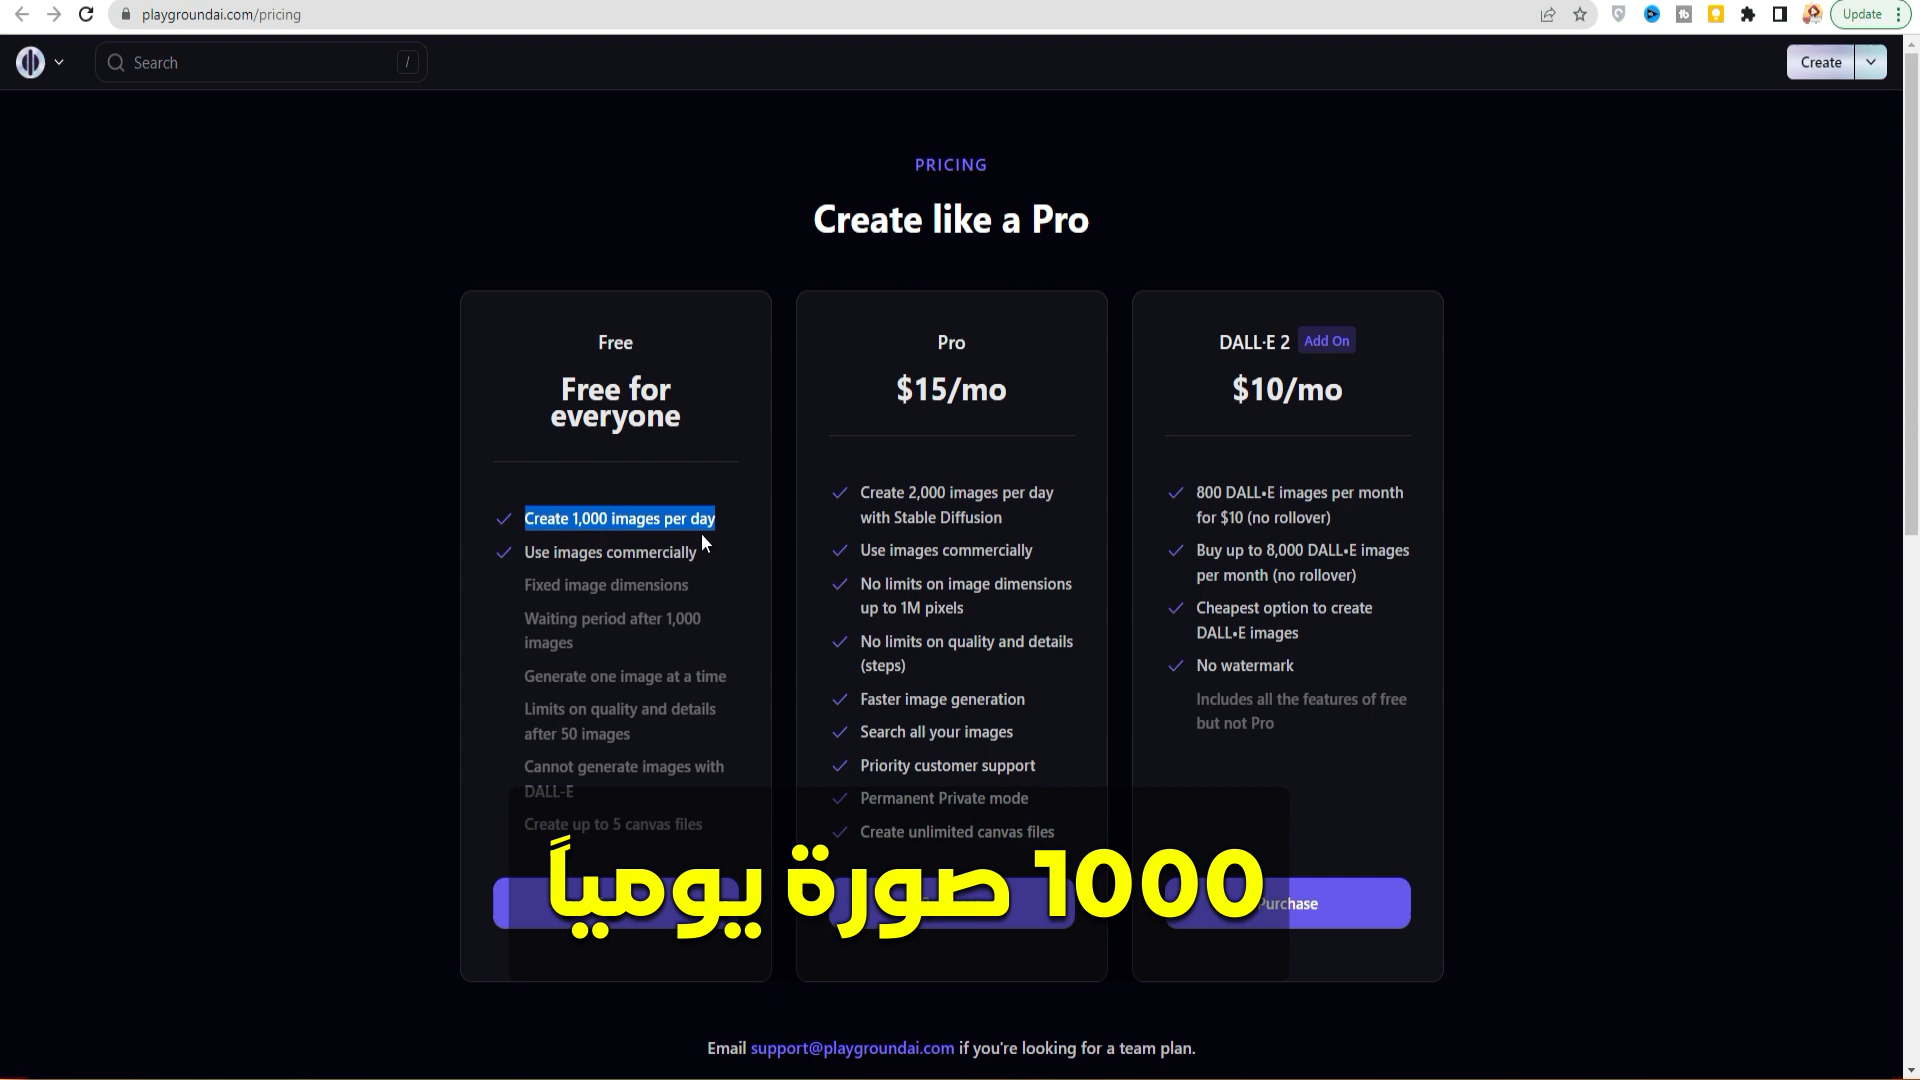 playgroundai.com/pricing
Update
Search
/
Create
PRICING
Create like a Pro
Free
Free for
everyone
Create 1,000 images per day
Use images commercially
Fixed image dimensions
Waiting period after 1,000
images
Generate one image at a time
Limits on quality and details
after 50 images
Cannot generate images with
DALL-E
Create up to 5 canvas files
Pro
$15/mo
Create 2,000 images per day
with Stable Diffusion
Use images commercially
No limits on image dimensions
up to 1M pixels
No limits on quality and details
(steps)
Faster image generation
Search all your images
Priority customer support
Permanent Private mode
Create unlimited canvas files
DALL·E 2 Add On
$10/mo
800 DALL•E images per month
for $10 (no rollover)
Buy up to 8,000 DALL•E images
per month (no rollover)
Cheapest option to create
DALL•E images
No watermark
Includes all the features of free
but not Pro
Purchase
1000 صورة يومياً
Email support@playgroundai.com if you're looking for a team plan.